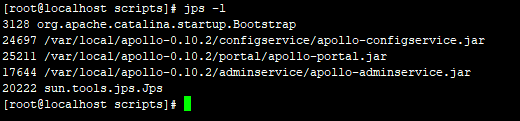 [root@localhost scripts]# jps -l
3128 org.apache.catalina.startup.Bootstrap
24697 /var/local/apollo-0.10.2/configservice/apollo-configservice.jar
25211 /var/local/apollo-0.10.2/portal/apollo-portal.jar
17644 /var/local/apollo-0.10.2/adminservice/apollo-adminservice.jar
20222 sun.tools.jps.Jps
[root@localhost scripts]#